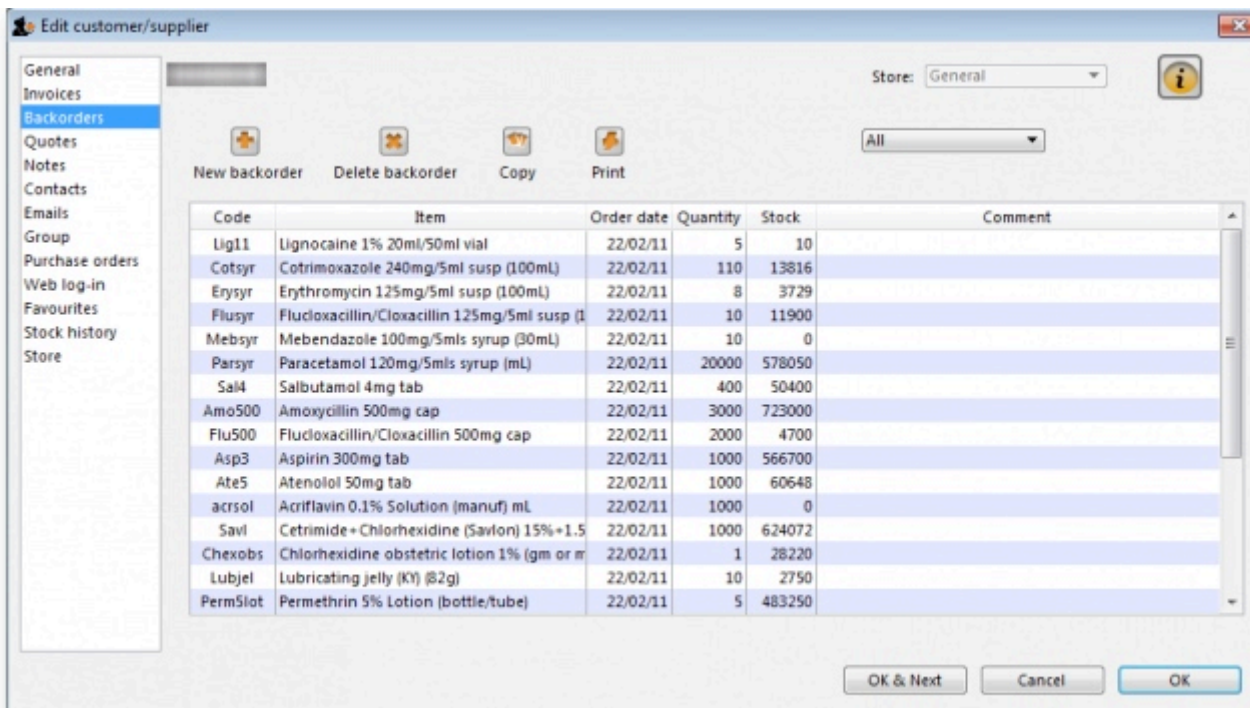 Edit customer/supplier
General
Invoices
Backorders
Quotes
Notes
Contacts
Emails
Group
Purchase orders
Web log-in
Favourites
Stock history
Store
Store: General
All
New backorder Delete backorder Copy Print
Code Item Order date Quantity Stock Comment
Lig11 Lignocaine 1% 20ml/50ml vial 22/02/11 5 10
Cotsyr Cotrimoxazole 240mg/5ml susp (100mL) 22/02/11 110 13816
Erysyr Erythromycin 125mg/5ml susp (100mL) 22/02/11 8 3729
Flusyr Flucloxacillin/Cloxacillin 125mg/5ml susp (1 22/02/11 10 11900
Mebsyr Mebendazole 100mg/5mls syrup (30mL) 22/02/11 10 0
Parsyr Paracetamol 120mg/5mls syrup (mL) 22/02/11 20000 578050
Sal4 Salbutamol 4mg tab 22/02/11 400 50400
Amo500 Amoxycillin 500mg cap 22/02/11 3000 723000
Flu500 Flucloxacillin/Cloxacillin 500mg cap 22/02/11 2000 4700
Asp3 Aspirin 300mg tab 22/02/11 1000 566700
Ate5 Atenolol 50mg tab 22/02/11 1000 60648
acrsol Acriflavin 0.1% Solution (manuf) mL 22/02/11 1000 0
Savl Cetrimide+Chlorhexidine (Savlon) 15%+1.5 22/02/11 1000 624072
Chexobs Chlorhexidine obstetric lotion 1% (gm or m 22/02/11 1 28220
Lubjel Lubricating jelly (KY) (82g) 22/02/11 10 2750
Perm5lot Permethrin 5% Lotion (bottle/tube) 22/02/11 5 483250
OK & Next Cancel OK